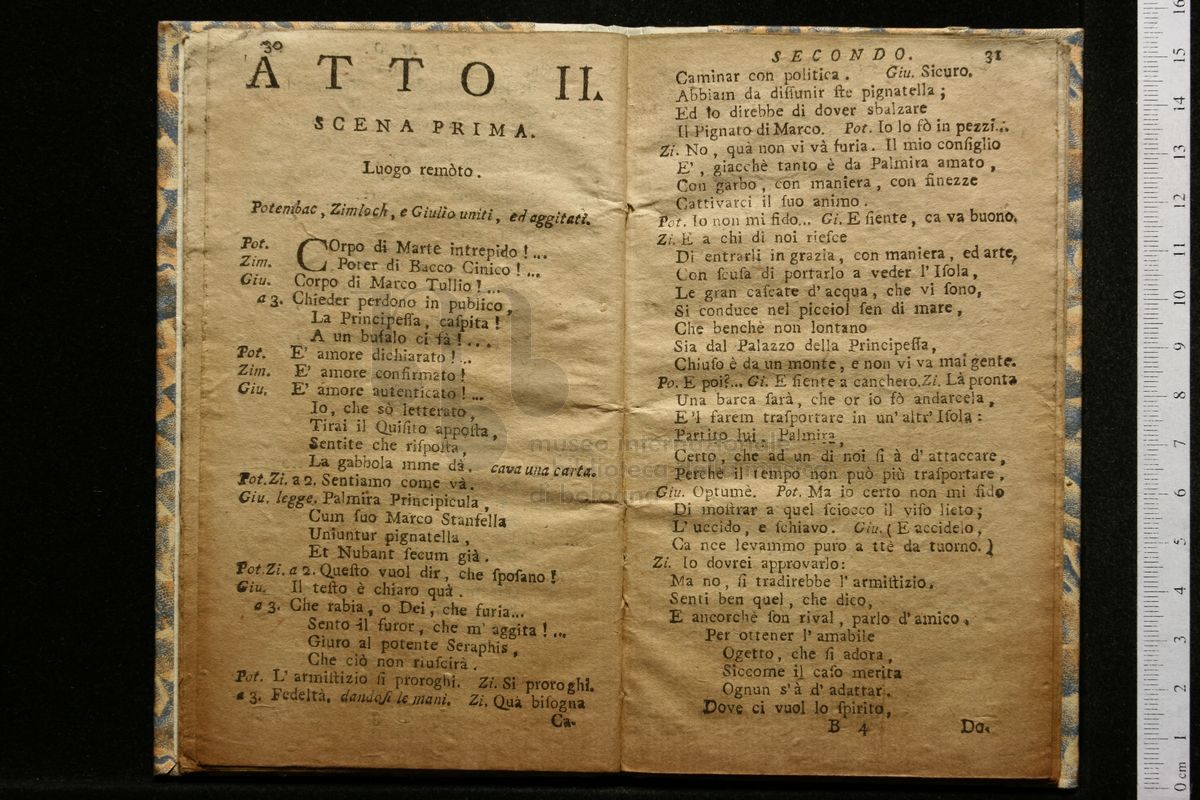 30
ATTO II.
SCENA PRIMA.
Luogo remòto.
Potembac, Zimloch, e Giulio uniti, ed aggitati.
Pot. COrpo di Marte intrepido!...
Zim. Poter di Bacco Cinico!...
Giu. Corpo di Marco Tullio!...
a 3. Chieder perdono in publico,
La Principeſſa, caſpita!
A un buſalo ci fà!...
Pot. E' amore dichiarato!...
Zim. E' amore confirmato!
Giu. E' amore autenticato!...
Io, che sò letterato,
Tirai il Quiſito appoſta,
Sentite che riſpoſta,
La gabbola mme dà. cava una carta.
Pot. Zi. a 2. Sentiamo come và.
Giu. legge. Palmira Principicula,
Cum ſuo Marco Stanfella
Uniuntur pignatella,
Et Nubant ſecum già.
Pot. Zi. a 2. Queſto vuol dir, che ſpoſano!
Giu. Il teſto è chiaro quà.
a 3. Che rabia, o Dei, che furia...
Sento il furor, che m' aggita!...
Giuro al potente Seraphis,
Che ciò non riuſcirà.
Pot. L' armiſtizio ſi proroghi. Zi. Si proroghi.
a 3. Fedeltà. dandoſi le mani. Zi. Quà biſogna
Ca-
SECONDO. 31
Caminar con politica. Giu. Sicuro.
Abbiam da diſſunir ſte pignatella;
Ed Io direbbe di dover sbalzare
Il Pignato di Marco. Pot. Io lo fò in pezzi...
Zi. No, quà non vi và furia. Il mio conſiglio
E', giacchè tanto è da Palmira amato,
Con garbo, con maniera, con finezze
Cattivarci il ſuo animo.
Pot. Io non mi fido... Gi. E ſiente, ca va buono.
Zi. E a chi di noi rieſce
Di entrarli in grazia, con maniera, ed arte,
Con ſcuſa di portarlo a veder l' Iſola,
Le gran caſcate d' acqua, che vi ſono,
Si conduce nel picciol ſen di mare,
Che benchè non lontano
Sia dal Palazzo della Principeſſa,
Chiuſo è da un monte, e non vi va mai gente.
Po. E poi?... Gi. E ſiente a canchero. Zi. Là pronta
Una barca farà, che or io fò andarcela,
E'l farem traſportare in un' altr' Iſola:
Partito lui, Palmira,
Certo, che ad un di noi ſi à d' attaccare,
Perchè il tempo non può più traſportare,
Giu. Optumè. Pot. Ma io certo non mi fido
Di moſtrar a quel ſciocco il viſo lieto;
L' uccido, e ſchiavo. Giu. (E accidelo,
Ca nce levammo puro a ttè da tuorno.)
Zi. Io dovrei approvarlo:
Ma no, ſi tradirebbe l' armiſtizio.
Senti ben quel, che dico,
E ancorchè ſon rival, parlo d' amico.
Per ottener l' amabile
Ogetto, che ſi adora,
Siccome il caſo merita
Ognun s'à d' adattar.
Dove ci vuol lo ſpirito,
B 4 Da.